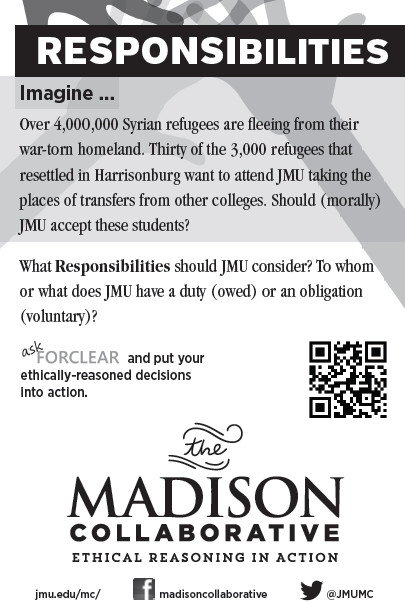 RESPONSIBILITIES
Imagine ...
Over 4,000,000 Syrian refugees are fleeing from their
war-torn homeland. Thirty of the 3,000 refugees that
resettled in Harrisonburg want to attend JMU taking the
places of transfers from other colleges. Should (morally)
JMU accept these students?
What Responsibilities should JMU consider? To whom
or what does JMU have a duty (owed) or an obligation
(voluntary)?
ask FORCLEAR and put your
ethically-reasoned decisions
into action.
the
MADISON
COLLABORATIVE
ETHICAL REASONING IN ACTION
jmu.edu/mc/ f madisoncollaborative @JMUMC